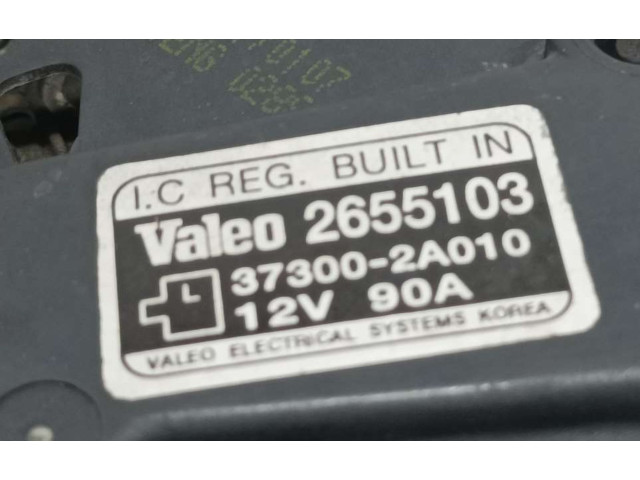 I.C REG. BUILT IN
Valeo 2655103
37300-2A010
12V 90A
VALEO ELECTRICAL SYSTEMS KOREA